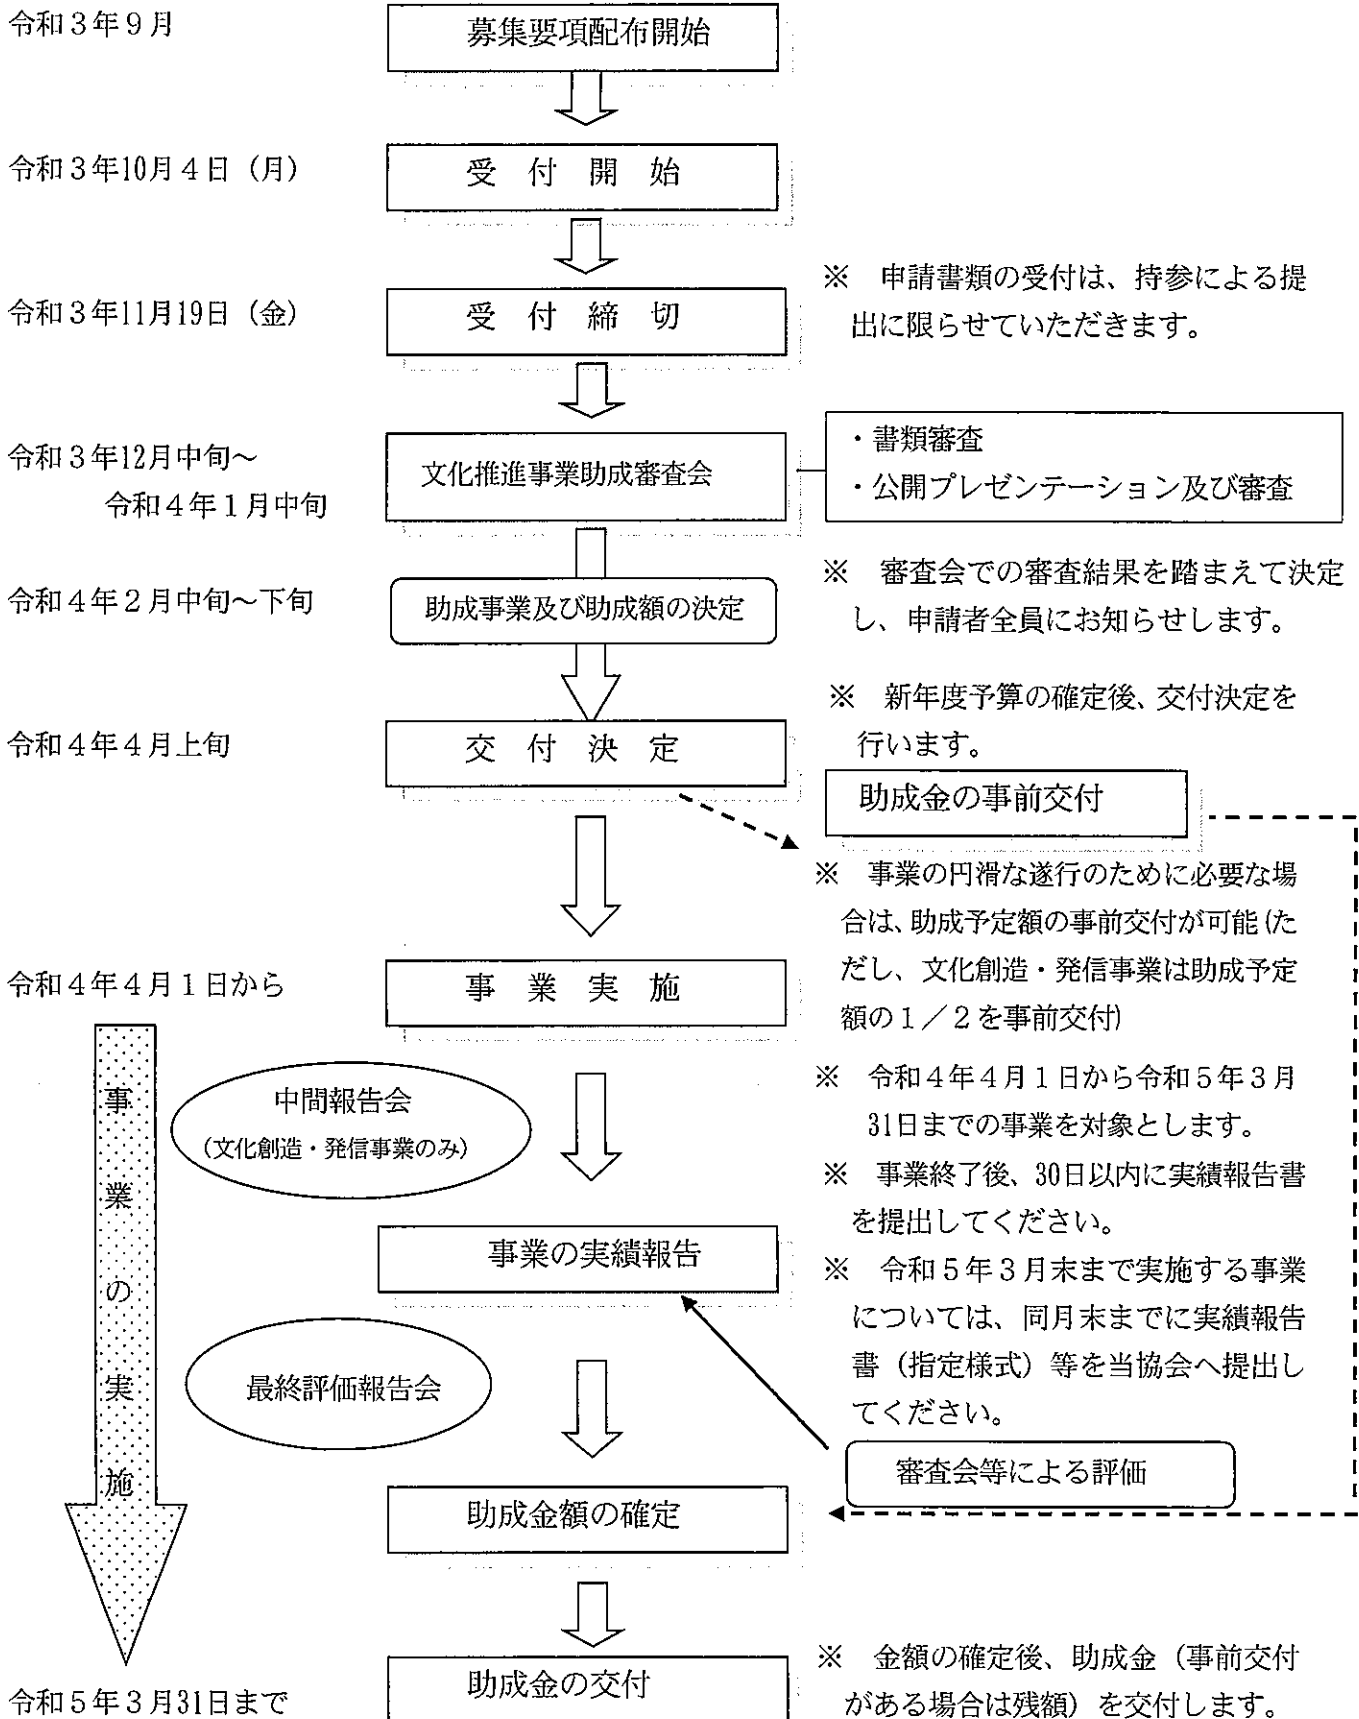 令和３年９月
募集要項配布開始
令和３年10月４日（月）
受　付　開　始
令和３年11月19日（金）
受　付　締　切
※　申請書類の受付は、持参による提
出に限らせていただきます。
令和３年12月中旬～
令和４年１月中旬
文化推進事業助成審査会
・書類審査
・公開プレゼンテーション及び審査
令和４年２月中旬～下旬
助成事業及び助成額の決定
※　審査会での審査結果を踏まえて決定
し、申請者全員にお知らせします。
令和４年４月上旬
交　付　決　定
※　新年度予算の確定後、交付決定を
行います。
助成金の事前交付
※　事業の円滑な遂行のために必要な場
合は、助成予定額の事前交付が可能（た
だし、文化創造・発信事業は助成予定
額の１／２を事前交付）
令和４年４月１日から
事　業　実　施
事業の実施
中間報告会
（文化創造・発信事業のみ）
※　令和４年４月１日から令和５年３月
31日までの事業を対象とします。
※　事業終了後、30日以内に実績報告書
を提出してください。
事業の実績報告
※　令和５年３月末まで実施する事業
については、同月末までに実績報告
書（指定様式）等を当協会へ提出し
てください。
最終評価報告会
審査会等による評価
助成金額の確定
令和５年３月31日まで
助成金の交付
※　金額の確定後、助成金（事前交付
がある場合は残額）を交付します。